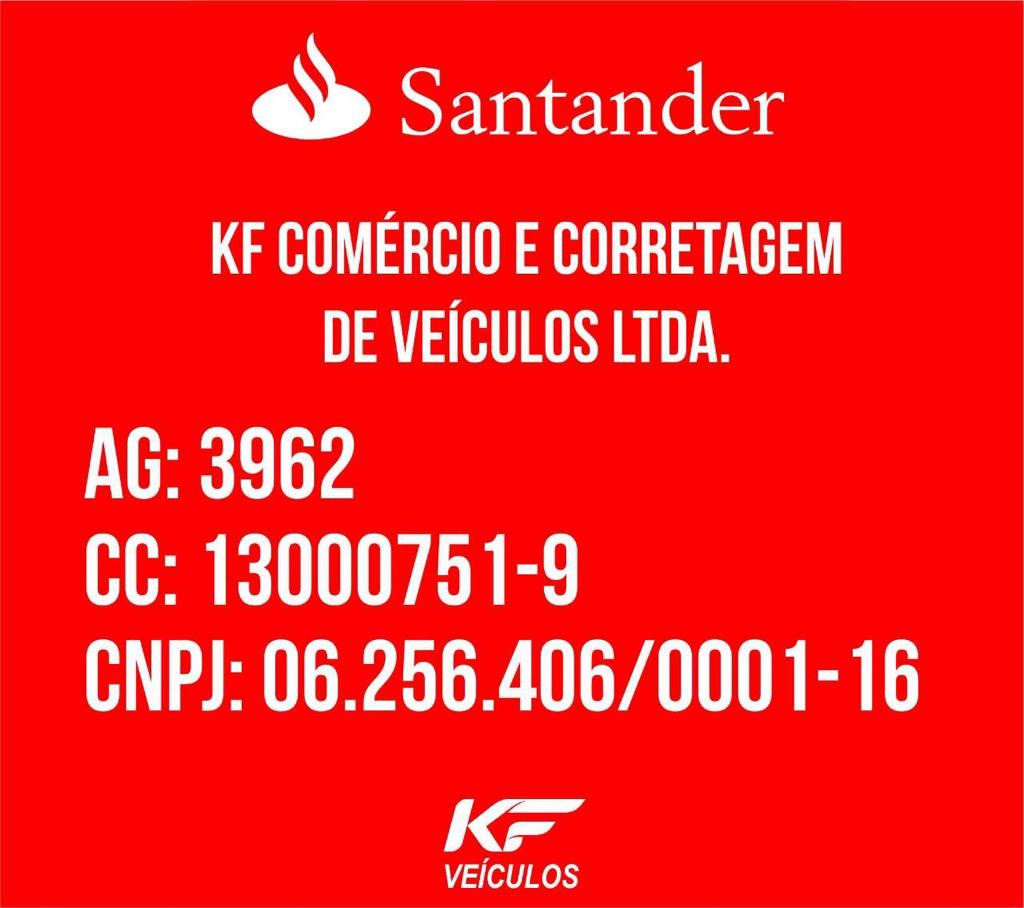 Santander
KF COMÉRCIO E CORRETAGEM
DE VEÍCULOS LTDA.
AG: 3962
CC: 13000751-9
CNPJ: 06.256.406/0001-16
KF
VEÍCULOS